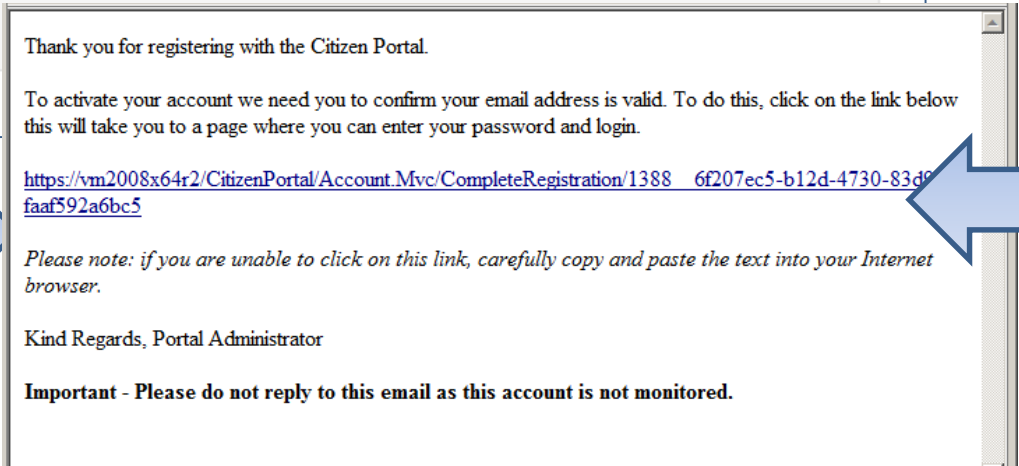 Thank you for registering with the Citizen Portal.
To activate your account we need you to confirm your email address is valid. To do this, click on the link below
this will take you to a page where you can enter your password and login.
https://vm2008x64r2/CitizenPortal/Account.Mvc/CompleteRegistration/1388__6f207ec5-b12d-4730-83d
faaf592a6bc5
Please note: if you are unable to click on this link, carefully copy and paste the text into your Internet
browser.
Kind Regards, Portal Administrator
Important - Please do not reply to this email as this account is not monitored.